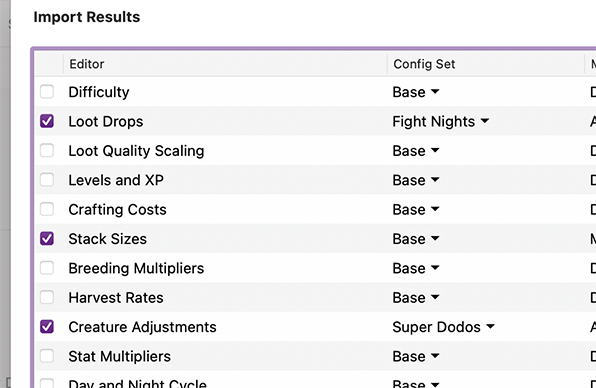 Import Results
Editor Config Set
Difficulty Base
Loot Drops Fight Nights
Loot Quality Scaling Base
Levels and XP Base
Crafting Costs Base
Stack Sizes Base
Breeding Multipliers Base
Harvest Rates Base
Creature Adjustments Super Dodos
Stat Multipliers Base
Day and Night Cycle Base